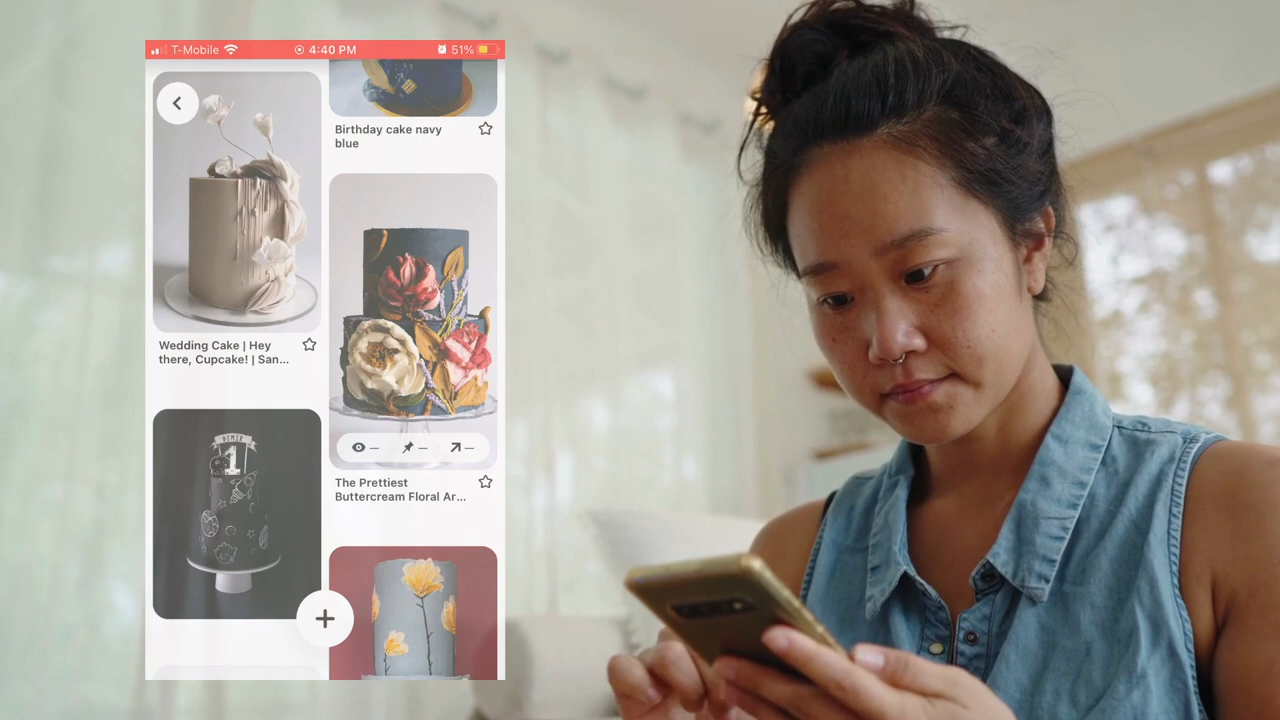 T-Mobile 4:40 PM 51%
Birthday cake navy
blue
Wedding Cake | Hey
there, Cupcake! | San...
1
The Prettiest
Buttercream Floral Ar...